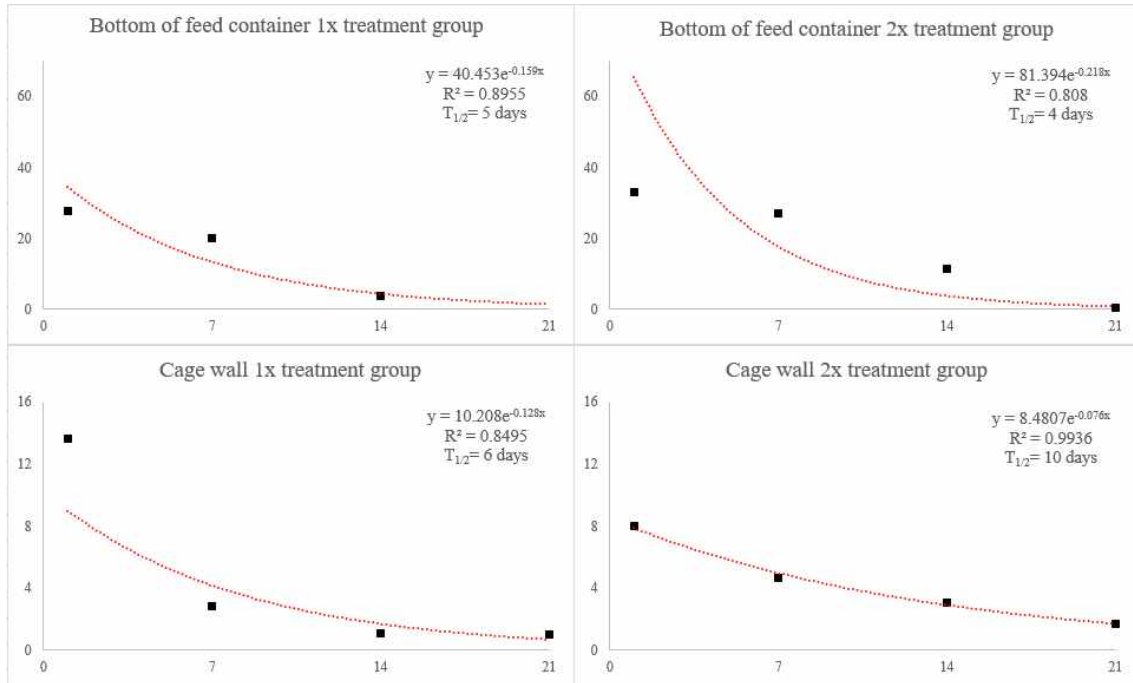 Bottom of feed container 1x treatment group
y = 40.453e^-0.159x
R² = 0.8955
T1/2= 5 days
60
40
20
0
0 7 14 21
Bottom of feed container 2x treatment group
y = 81.394e^-0.218x
R² = 0.808
T1/2= 4 days
60
40
20
0
0 7 14 21
Cage wall 1x treatment group
y = 10.208e^-0.128x
R² = 0.8495
T1/2= 6 days
16
12
8
4
0
0 7 14 21
Cage wall 2x treatment group
y = 8.4807e^-0.076x
R² = 0.9936
T1/2= 10 days
16
12
8
4
0
0 7 14 21